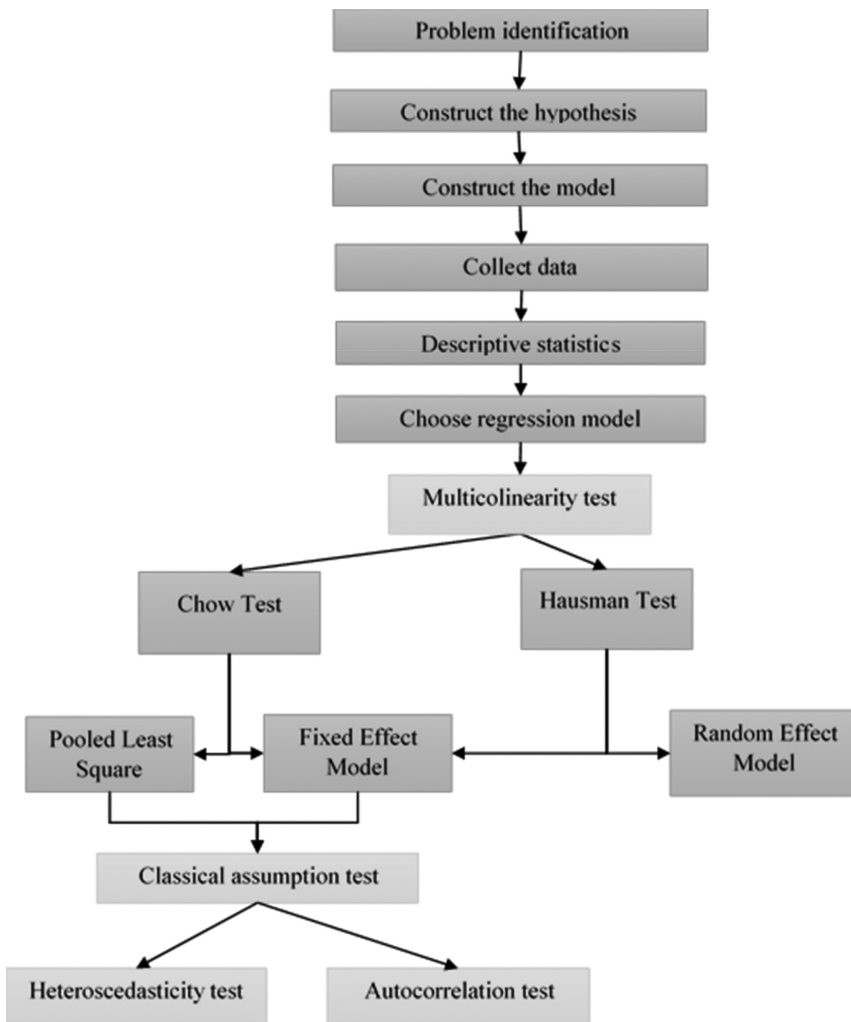 Problem identification
Construct the hypothesis
Construct the model
Collect data
Descriptive statistics
Choose regression model
Multicolinearity test
Chow Test
Hausman Test
Pooled Least
Square
Fixed Effect
Model
Random Effect
Model
Classical assumption test
Heteroscedasticity test
Autocorrelation test